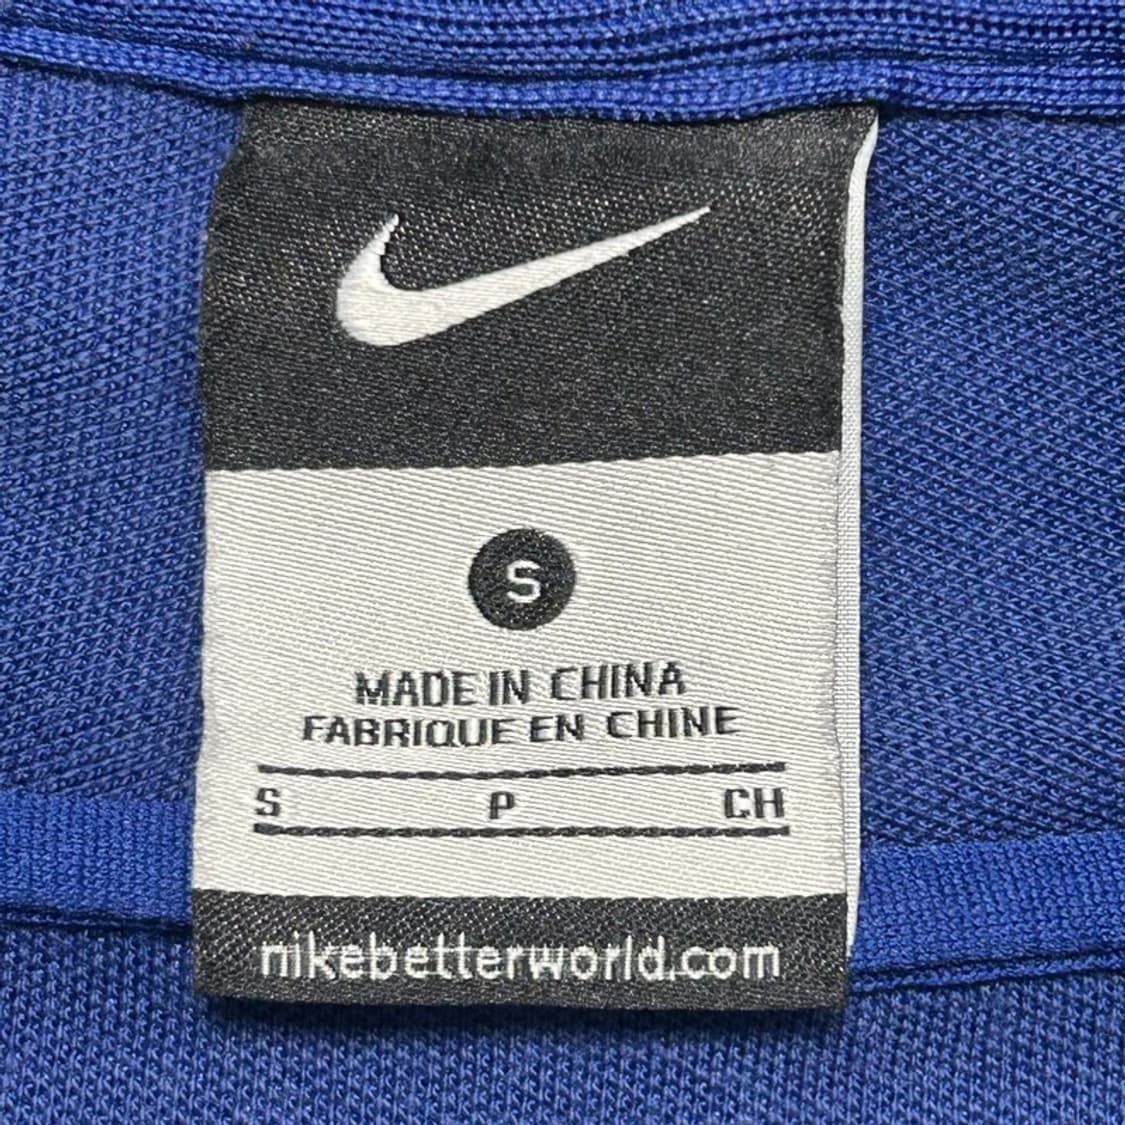 S
MADE IN CHINA
FABRIQUE EN CHINE
S P CH
nikebetterworld.com